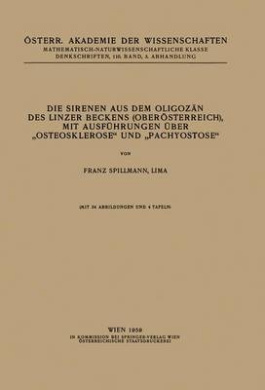 ÖSTERR. AKADEMIE DER WISSENSCHAFTEN
MATHEMATISCH-NATURWISSENSCHAFTLICHE KLASSE
DENKSCHRIFTEN, 110. BAND, 3. ABHANDLUNG
DIE SIRENEN AUS DEM OLIGOZÄN
DES LINZER BECKENS (OBERÖSTERREICH),
MIT AUSFÜHRUNGEN ÜBER
„OSTEOSKLEROSE“ UND „PACHYOSTOSE“
VON
FRANZ SPILLMANN, LIMA
(MIT ABBILDUNGEN UND 4 TAFELN)
WIEN 1959
IN KOMMISSION BEI SPRINGER-VERLAG WIEN
ÖSTERREICHISCHE STAATSDRUCKEREI